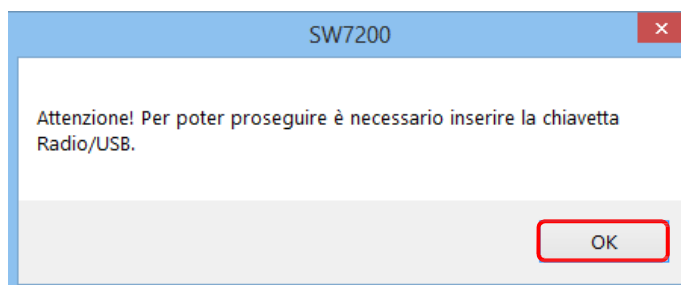 SW7200
Attenzione! Per poter proseguire è necessario inserire la chiavetta
Radio/USB.
OK